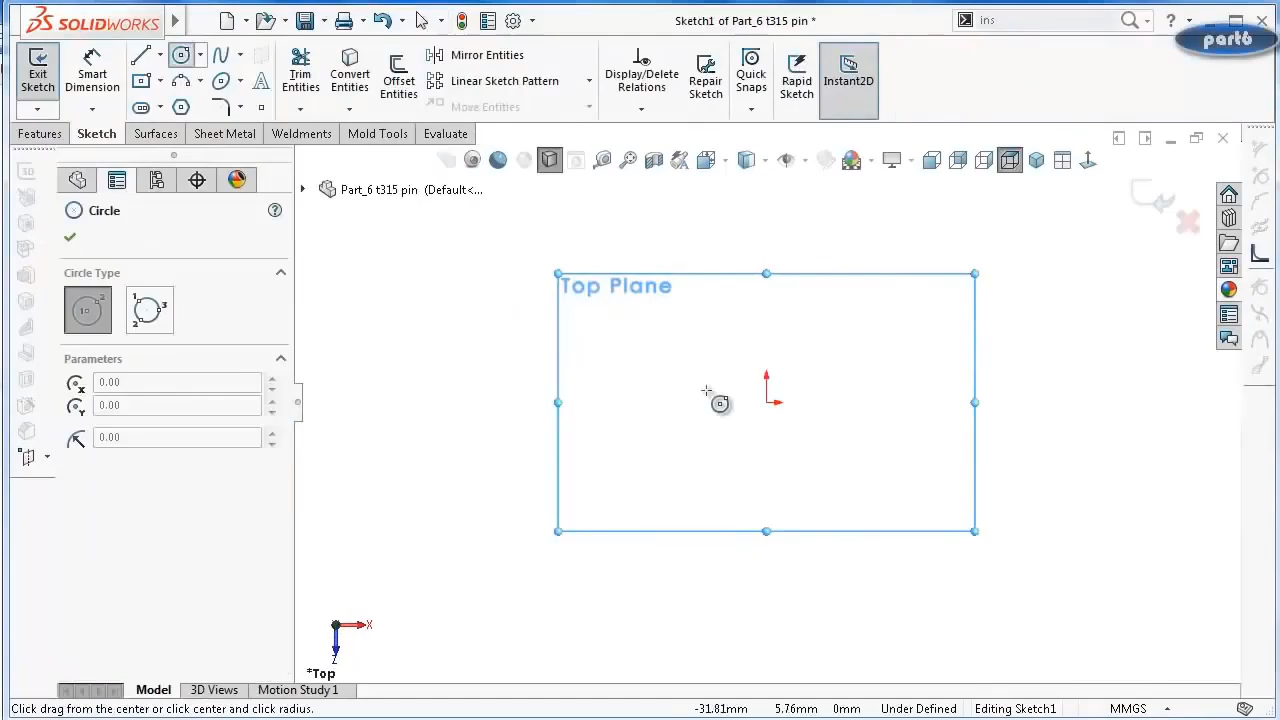 SOLIDWORKS
Sketch1 of Part_6 t315 pin *
ins
?
part6
Exit Sketch
Smart Dimension
Trim Entities
Convert Entities
Offset Entities
Mirror Entities
Linear Sketch Pattern
Move Entities
Display/Delete Relations
Repair Sketch
Quick Snaps
Rapid Sketch
Instant2D
Features
Sketch
Surfaces
Sheet Metal
Weldments
Mold Tools
Evaluate
3D
Part_6 t315 pin (Default<...
Circle
?
Circle Type
Parameters
X 0.00
Y 0.00
0.00
Top Plane
X
Z
*Top
Model
3D Views
Motion Study 1
Click drag from the center or click center and click radius.
-31.81mm
5.76mm
0mm
Under Defined
Editing Sketch1
MMGS